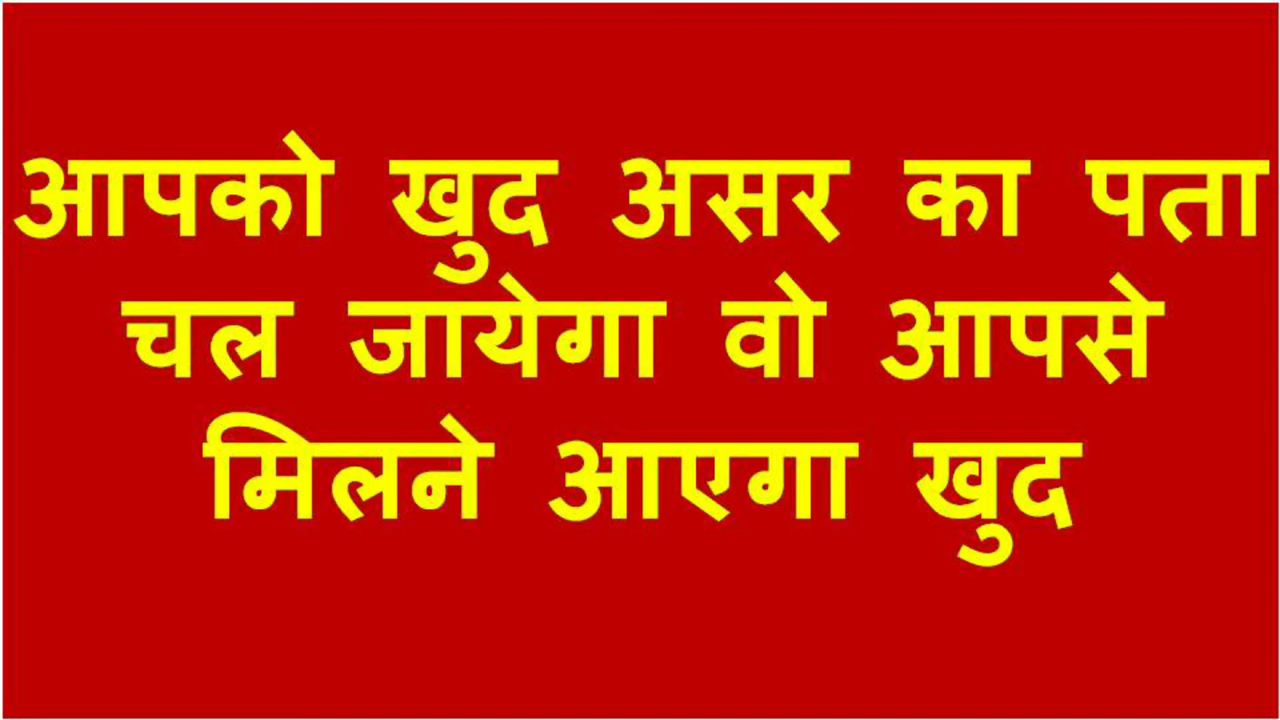 आपको खुद असर का पता
चल जायेगा वो आपसे
मिलने आएगा खुद